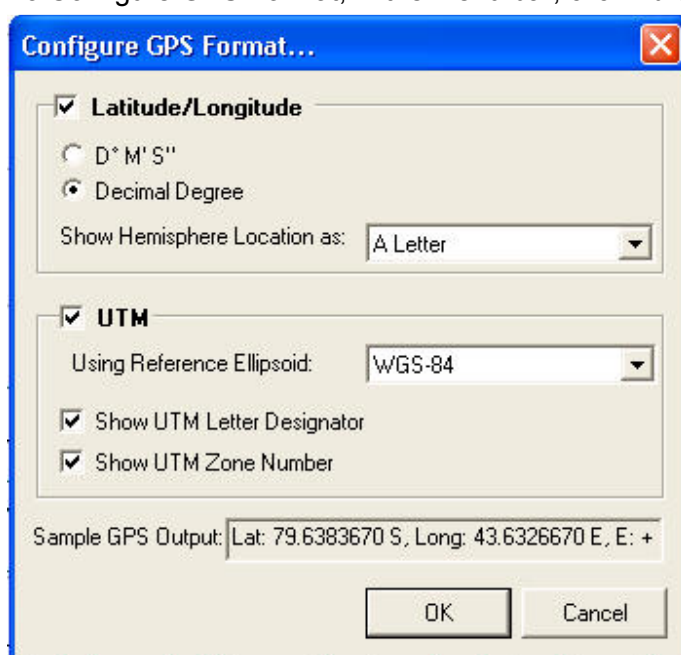 Configure GPS Format...
Latitude/Longitude
D° M' S''
Decimal Degree
Show Hemisphere Location as: A Letter
UTM
Using Reference Ellipsoid: WGS-84
Show UTM Letter Designator
Show UTM Zone Number
Sample GPS Output: Lat: 79.6383670 S, Long: 43.6326670 E, E: +
OK Cancel